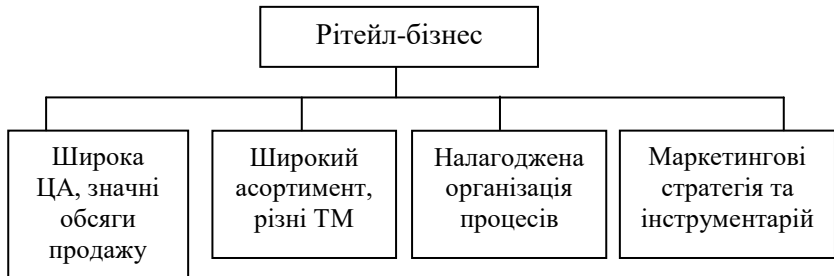 Рітейл-бізнес
Широка
ЦА, значні
обсяги
продажу
Широкий
асортимент,
різні ТМ
Налагоджена
організація
процесів
Маркетингові
стратегія та
інструментарій